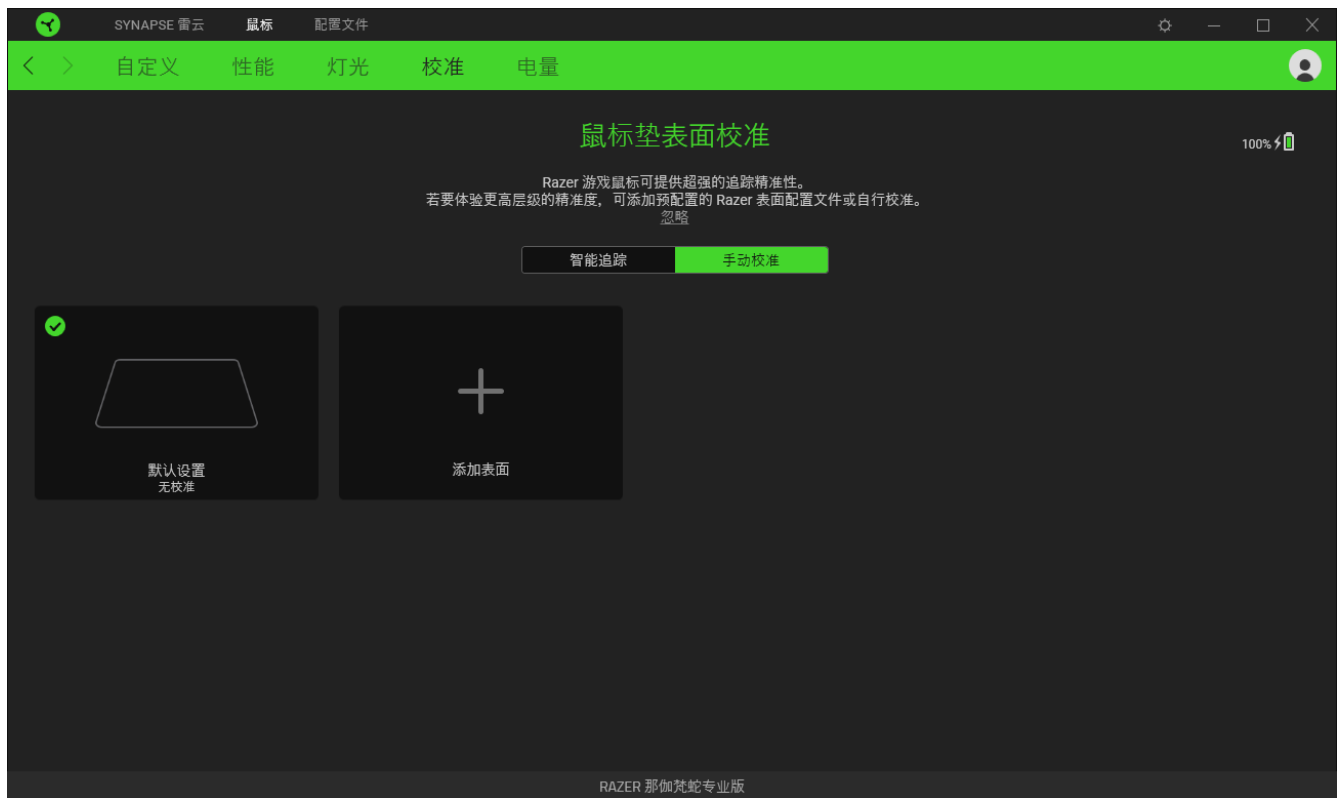 SYNAPSE 雷云 鼠标 配置文件
自定义 性能 灯光 校准 电量
鼠标垫表面校准
100%
Razer 游戏鼠标可提供超强的追踪精准性。
若要体验更高层级的精准度，可添加预配置的 Razer 表面配置文件或自行校准。
忽略
智能追踪 手动校准
默认设置
无校准
添加表面
RAZER 那伽梵蛇专业版